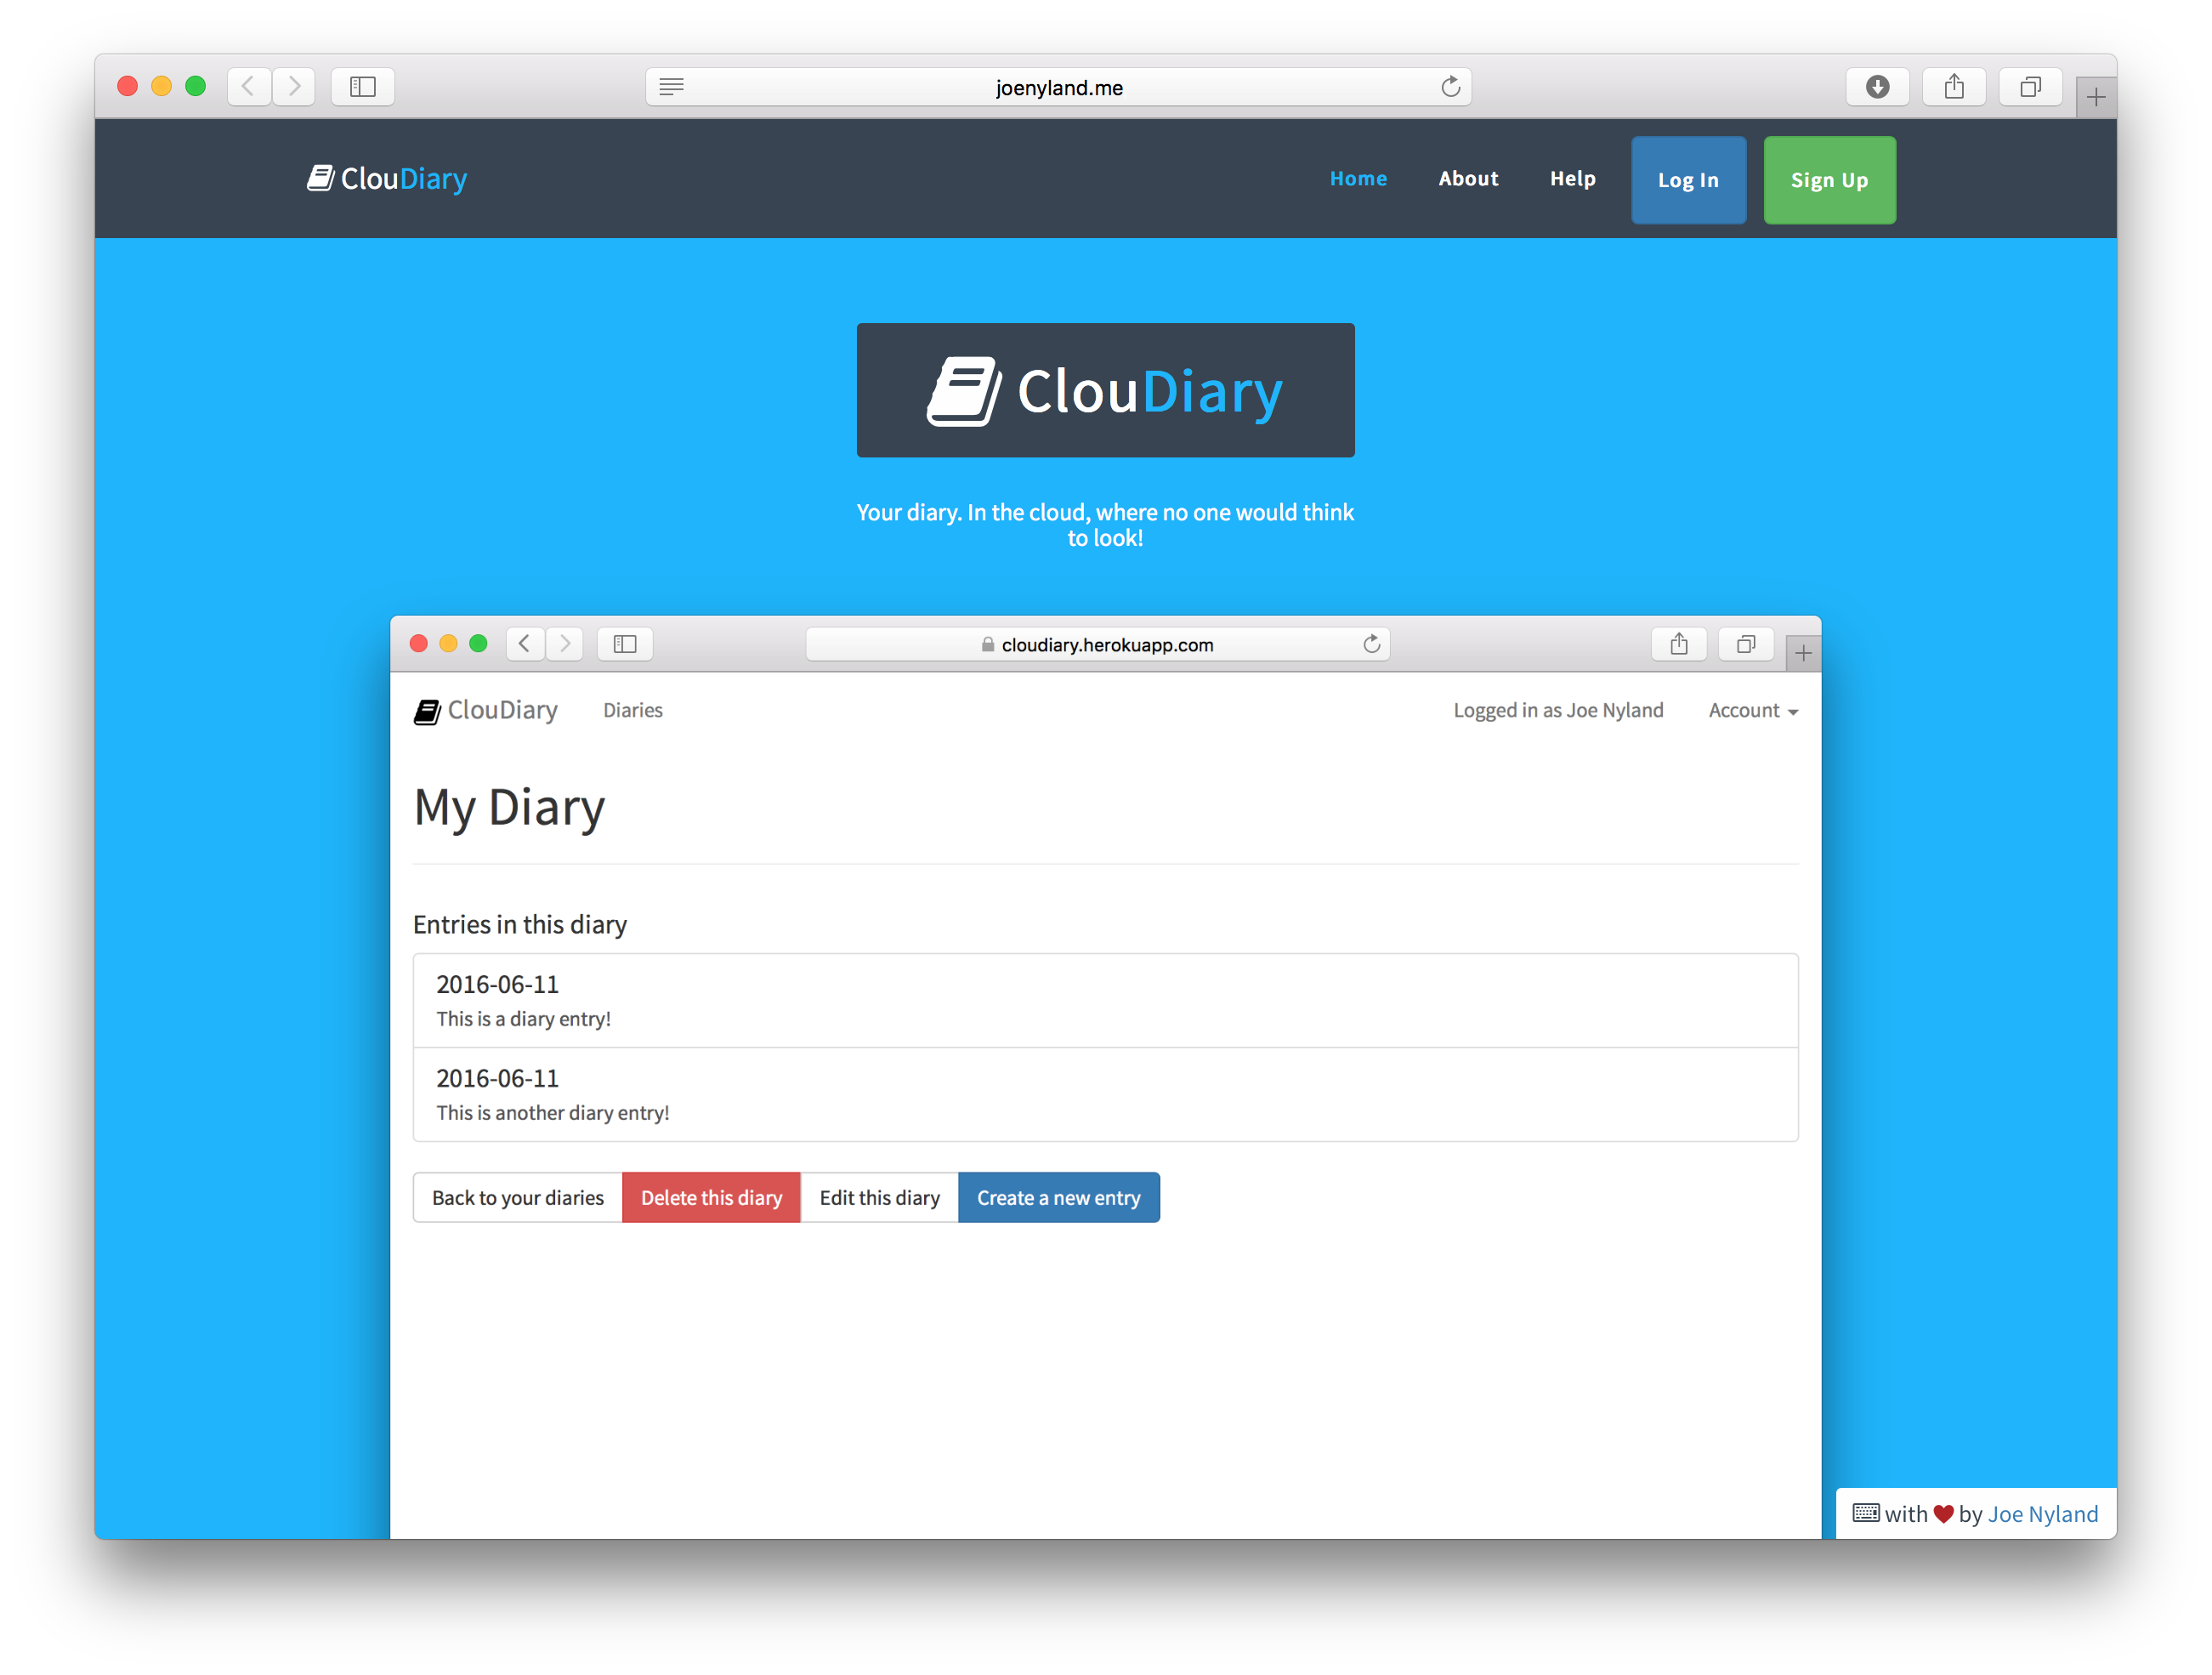 joenyland.me
ClouDiary
Home About Help Log In Sign Up
ClouDiary
Your diary. In the cloud, where no one would think
to look!
cloudiary.herokuapp.com
ClouDiary Diaries Logged in as Joe Nyland Account
My Diary
Entries in this diary
2016-06-11
This is a diary entry!
2016-06-11
This is another diary entry!
Back to your diaries Delete this diary Edit this diary Create a new entry
with by Joe Nyland